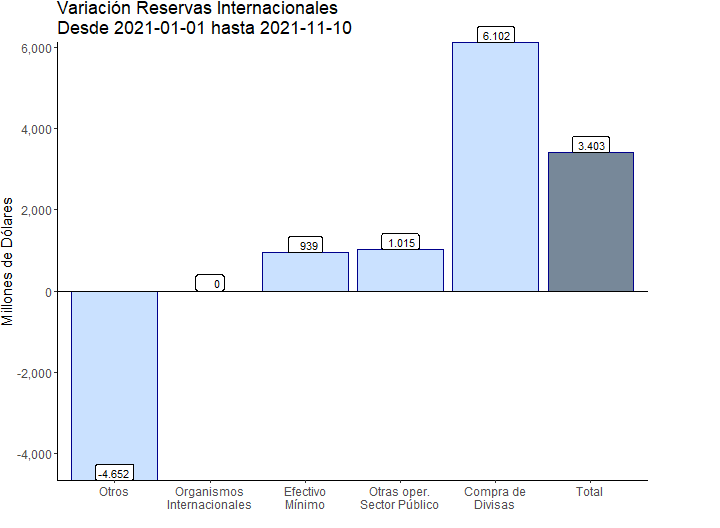 Variación Reservas Internacionales
Desde 2021-01-01 hasta 2021-11-10
Millones de Dólares
6,000
4,000
2,000
0
-2,000
-4,000
-4.652
0
939
1.015
6.102
3.403
Otros
Organismos
Internacionales
Efectivo
Mínimo
Otras oper.
Sector Público
Compra de
Divisas
Total